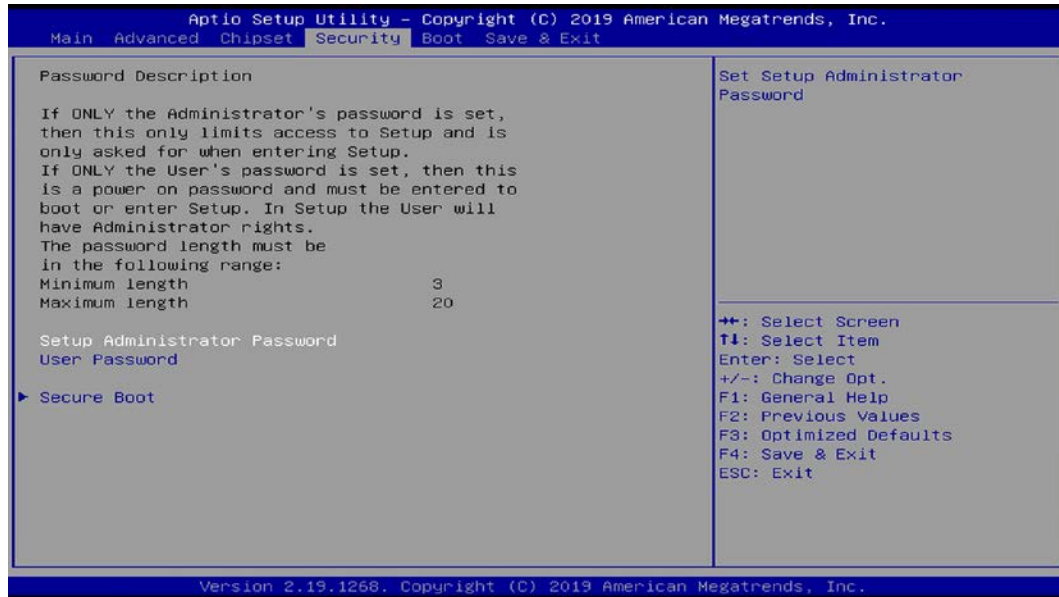 Aptio Setup Utility – Copyright (C) 2019 American Megatrends, Inc.
Main Advanced Chipset Security Boot Save & Exit
Password Description
If ONLY the Administrator's password is set,
then this only limits access to Setup and is
only asked for when entering Setup.
If ONLY the User's password is set, then this
is a power on password and must be entered to
boot or enter Setup. In Setup the User will
have Administrator rights.
The password length must be
in the following range:
Minimum length 3
Maximum length 20
Setup Administrator Password
User Password
▶ Secure Boot
Set Setup Administrator
Password
→←: Select Screen
↑↓: Select Item
Enter: Select
+/-: Change Opt.
F1: General Help
F2: Previous Values
F3: Optimized Defaults
F4: Save & Exit
ESC: Exit
Version 2.19.1268. Copyright (C) 2019 American Megatrends, Inc.